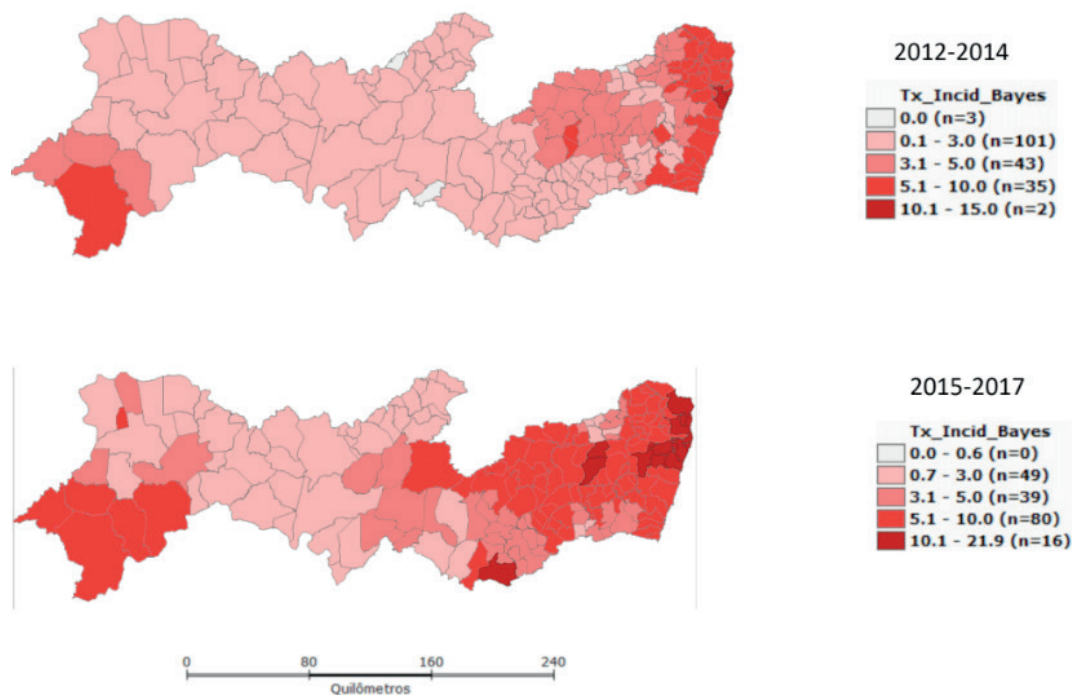 2012-2014
Tx_Incid_Bayes
0.0 (n=3)
0.1 - 3.0 (n=101)
3.1 - 5.0 (n=43)
5.1 - 10.0 (n=35)
10.1 - 15.0 (n=2)
2015-2017
Tx_Incid_Bayes
0.0 - 0.6 (n=0)
0.7 - 3.0 (n=49)
3.1 - 5.0 (n=39)
5.1 - 10.0 (n=80)
10.1 - 21.9 (n=16)
0 80 160 240
Quilômetros